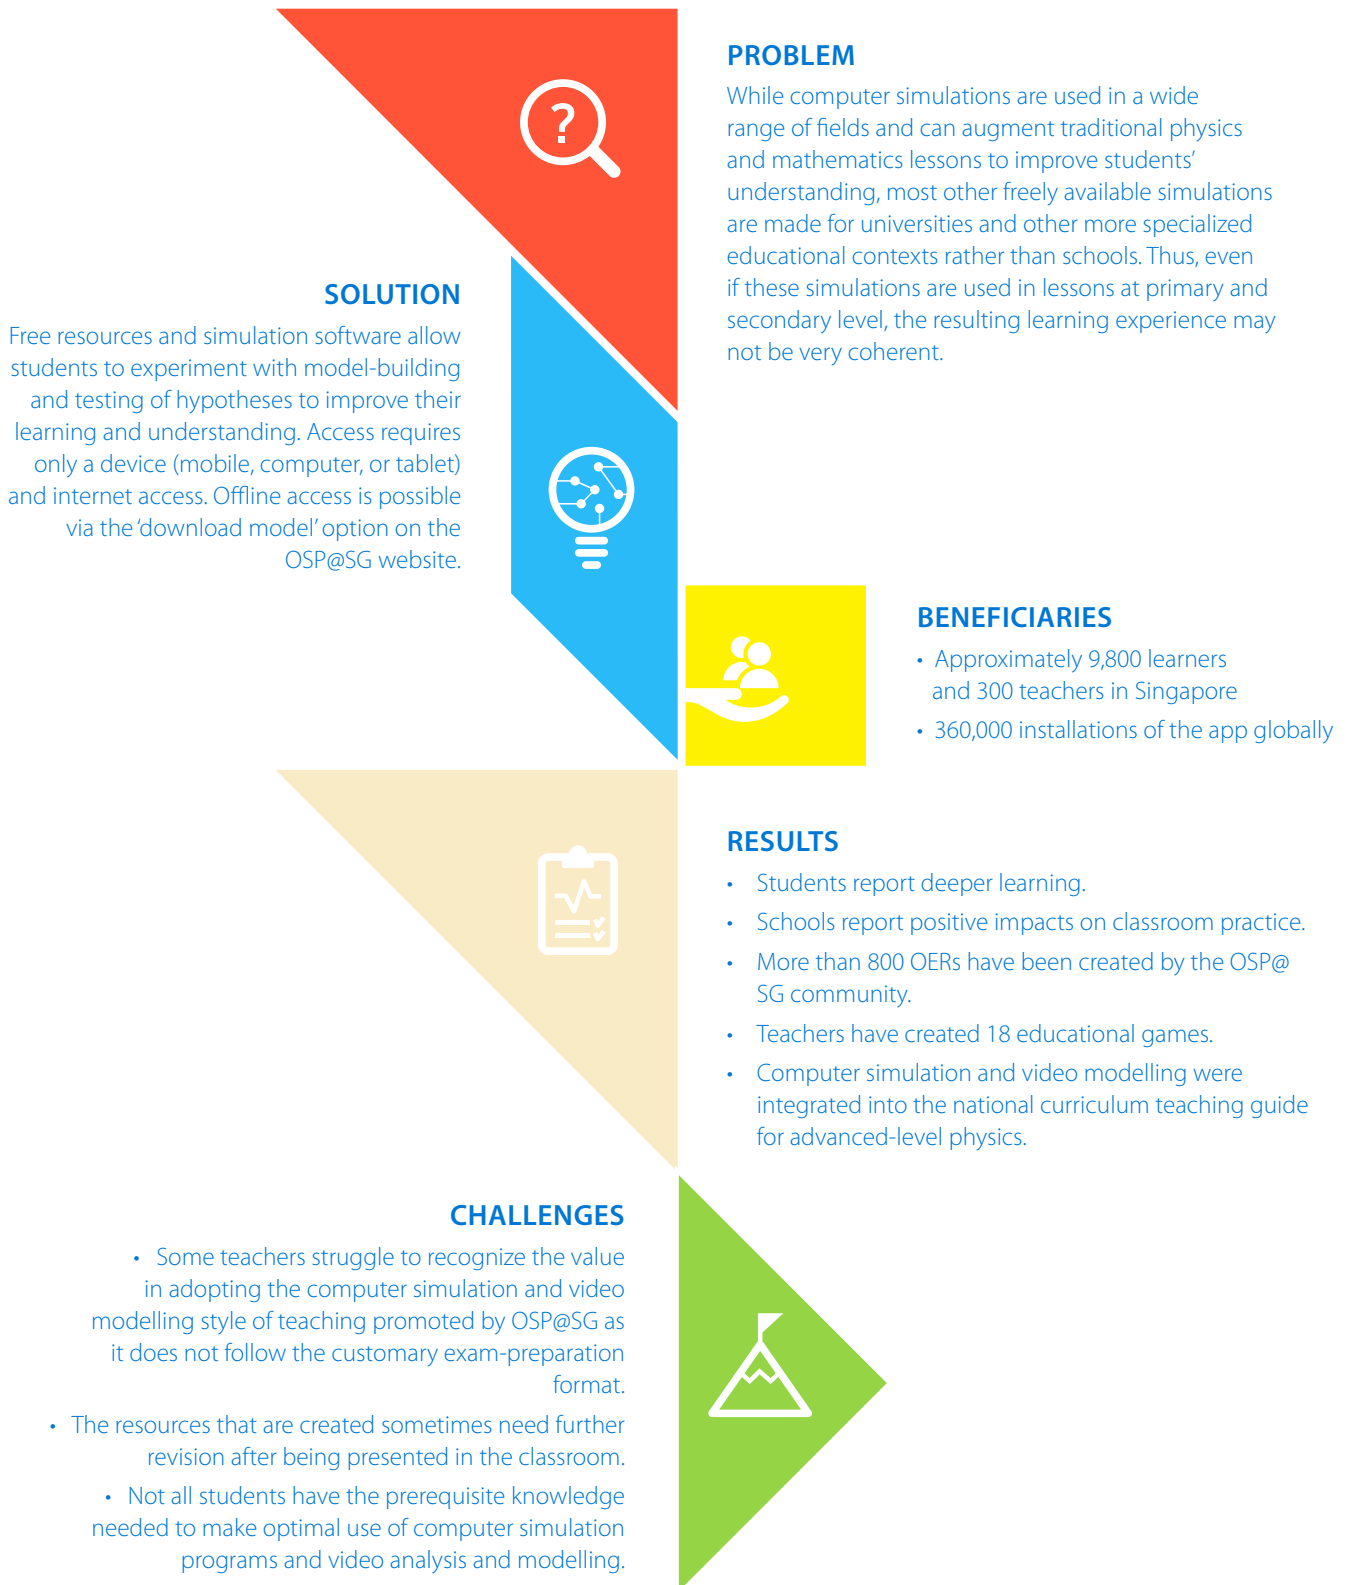 PROBLEM
While computer simulations are used in a wide
range of fields and can augment traditional physics
and mathematics lessons to improve students’
understanding, most other freely available simulations
are made for universities and other more specialized
educational contexts rather than schools. Thus, even
if these simulations are used in lessons at primary and
secondary level, the resulting learning experience may
not be very coherent.
SOLUTION
Free resources and simulation software allow
students to experiment with model-building
and testing of hypotheses to improve their
learning and understanding. Access requires
only a device (mobile, computer, or tablet)
and internet access. Offline access is possible
via the ‘download model’ option on the
OSP@SG website.
BENEFICIARIES
• Approximately 9,800 learners
and 300 teachers in Singapore
• 360,000 installations of the app globally
RESULTS
• Students report deeper learning.
• Schools report positive impacts on classroom practice.
• More than 800 OERs have been created by the OSP@
SG community.
• Teachers have created 18 educational games.
• Computer simulation and video modelling were
integrated into the national curriculum teaching guide
for advanced-level physics.
CHALLENGES
• Some teachers struggle to recognize the value
in adopting the computer simulation and video
modelling style of teaching promoted by OSP@SG as
it does not follow the customary exam-preparation
format.
• The resources that are created sometimes need further
revision after being presented in the classroom.
• Not all students have the prerequisite knowledge
needed to make optimal use of computer simulation
programs and video analysis and modelling.